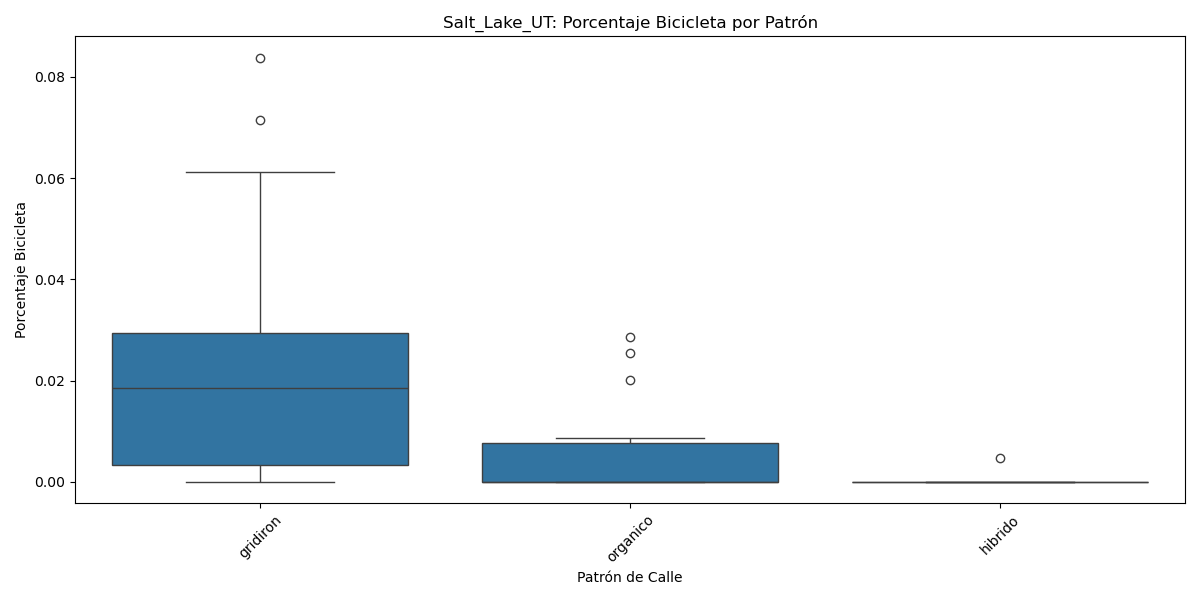 Salt_Lake_UT: Porcentaje Bicicleta por Patrón
Porcentaje Bicicleta
0.08
0.06
0.04
0.02
0.00
gridiron
organico
hibrido
Patrón de Calle